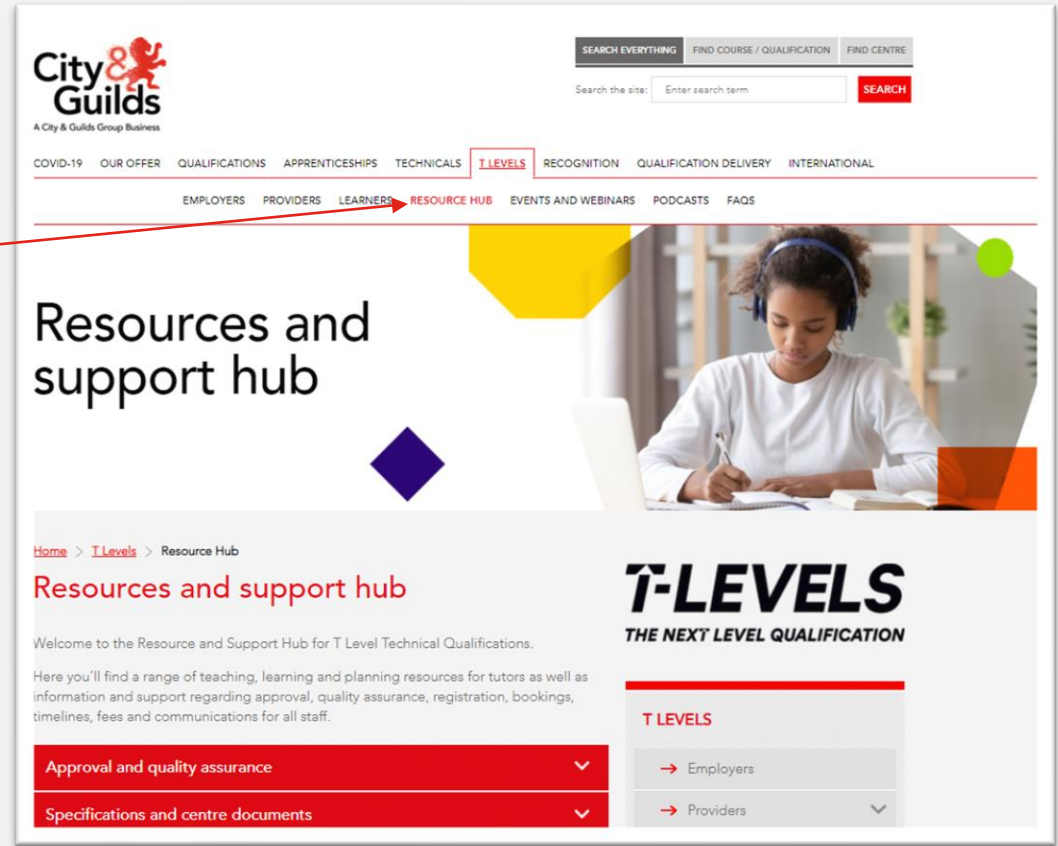 City&
Guilds
A City & Guilds Group Business
SEARCH EVERYTHING FIND COURSE / QUALIFICATION FIND CENTRE
Search the site: Enter search term SEARCH
COVID-19 OUR OFFER QUALIFICATIONS APPRENTICESHIPS TECHNICALS T LEVELS RECOGNITION QUALIFICATION DELIVERY INTERNATIONAL
EMPLOYERS PROVIDERS LEARNERS RESOURCE HUB EVENTS AND WEBINARS PODCASTS FAQS
Resources and
support hub
Home > T Levels > Resource Hub
Resources and support hub
Welcome to the Resource and Support Hub for T Level Technical Qualifications.
Here you'll find a range of teaching, learning and planning resources for tutors as well as
information and support regarding approval, quality assurance, registration, bookings,
timelines, fees and communications for all staff.
Approval and quality assurance
Specifications and centre documents
T-LEVELS
THE NEXT LEVEL QUALIFICATION
T LEVELS
→ Employers
→ Providers